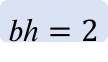 bh = 2